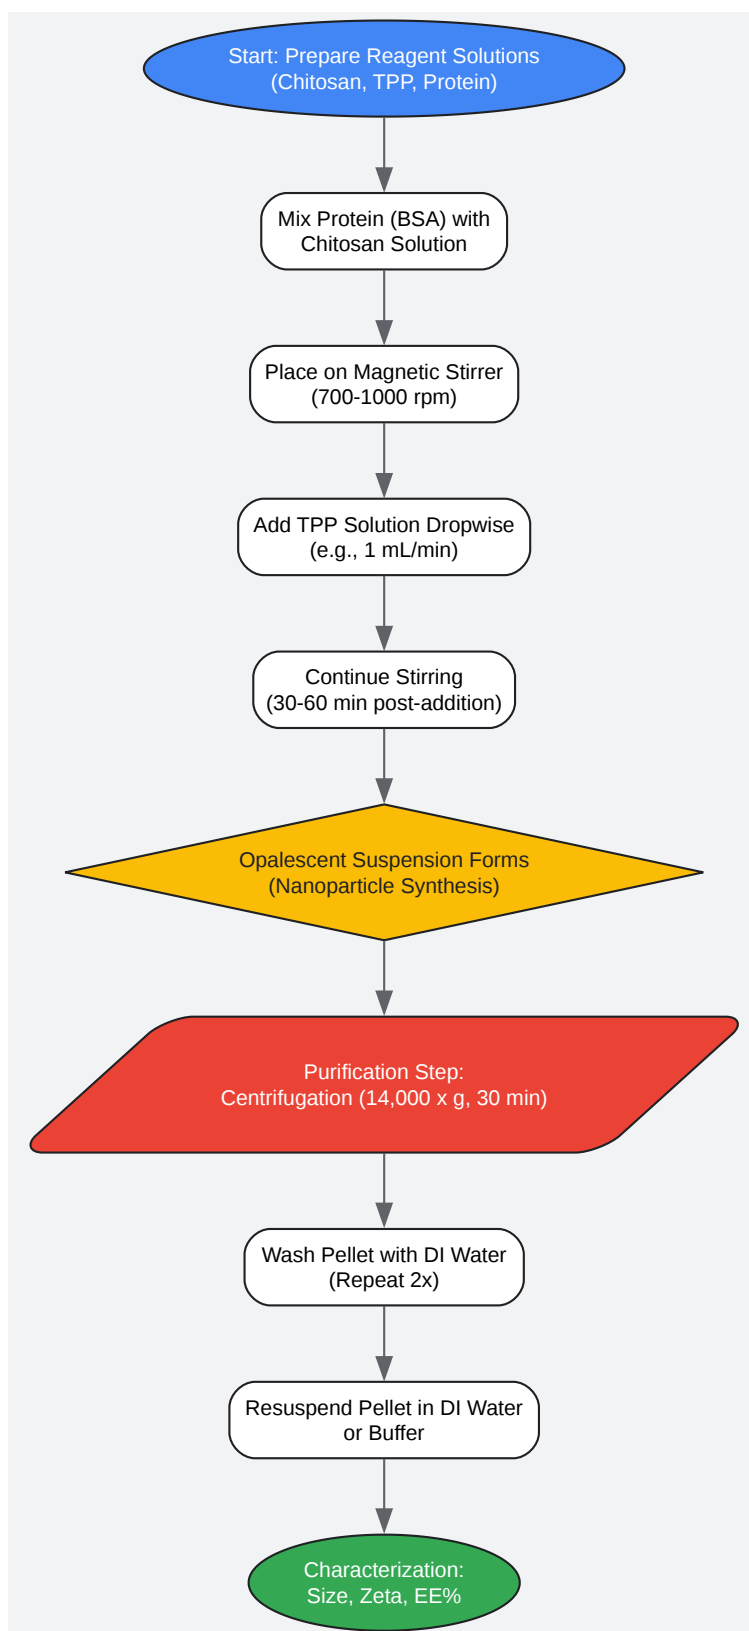 Start: Prepare Reagent Solutions
(Chitosan, TPP, Protein)
Mix Protein (BSA) with
Chitosan Solution
Place on Magnetic Stirrer
(700-1000 rpm)
Add TPP Solution Dropwise
(e.g., 1 mL/min)
Continue Stirring
(30-60 min post-addition)
Opalescent Suspension Forms
(Nanoparticle Synthesis)
Purification Step:
Centrifugation (14,000 x g, 30 min)
Wash Pellet with DI Water
(Repeat 2x)
Resuspend Pellet in DI Water
or Buffer
Characterization:
Size, Zeta, EE%